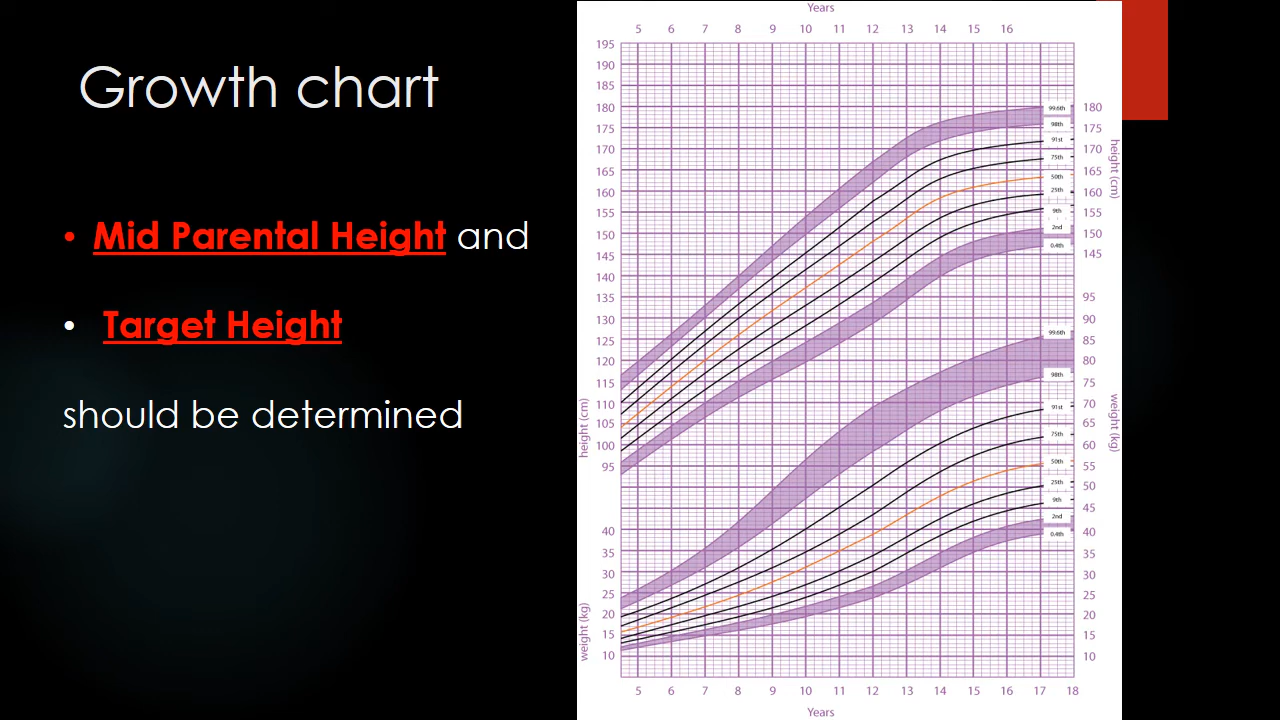 Growth chart
• Mid Parental Height and
• Target Height
should be determined
Years
5 6 7 8 9 10 11 12 13 14 15 16
195
190
185
180 99.6th 180
175 98th 175
170 91st 170
165 75th 165
160 50th 160
25th
155 9th 155
150 2nd 150
145 0.4th 145
140
135 95
130 90
125 99.6th 85
120 80
115 98th 75
110 91st 70
105 65
100 75th 60
95 50th 55
25th 50
9th 45
40 2nd 40
0.4th
35 35
30 30
25 25
20 20
15 15
10 10
height (cm)
weight (kg)
height (cm)
weight (kg)
5 6 7 8 9 10 11 12 13 14 15 16 17 18
Years